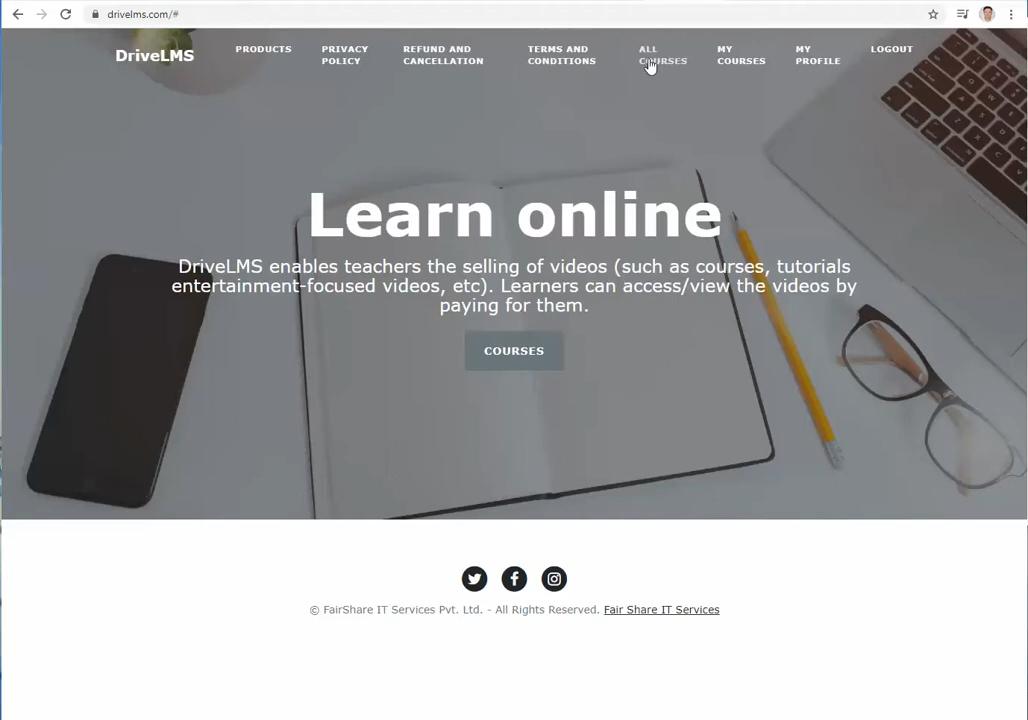 drivelms.com/#
DriveLMS
PRODUCTS
PRIVACY
POLICY
REFUND AND
CANCELLATION
TERMS AND
CONDITIONS
ALL
COURSES
MY
COURSES
MY
PROFILE
LOGOUT
Learn online
DriveLMS enables teachers the selling of videos (such as courses, tutorials
entertainment-focused videos, etc). Learners can access/view the videos by
paying for them.
COURSES
© FairShare IT Services Pvt. Ltd. - All Rights Reserved. Fair Share IT Services